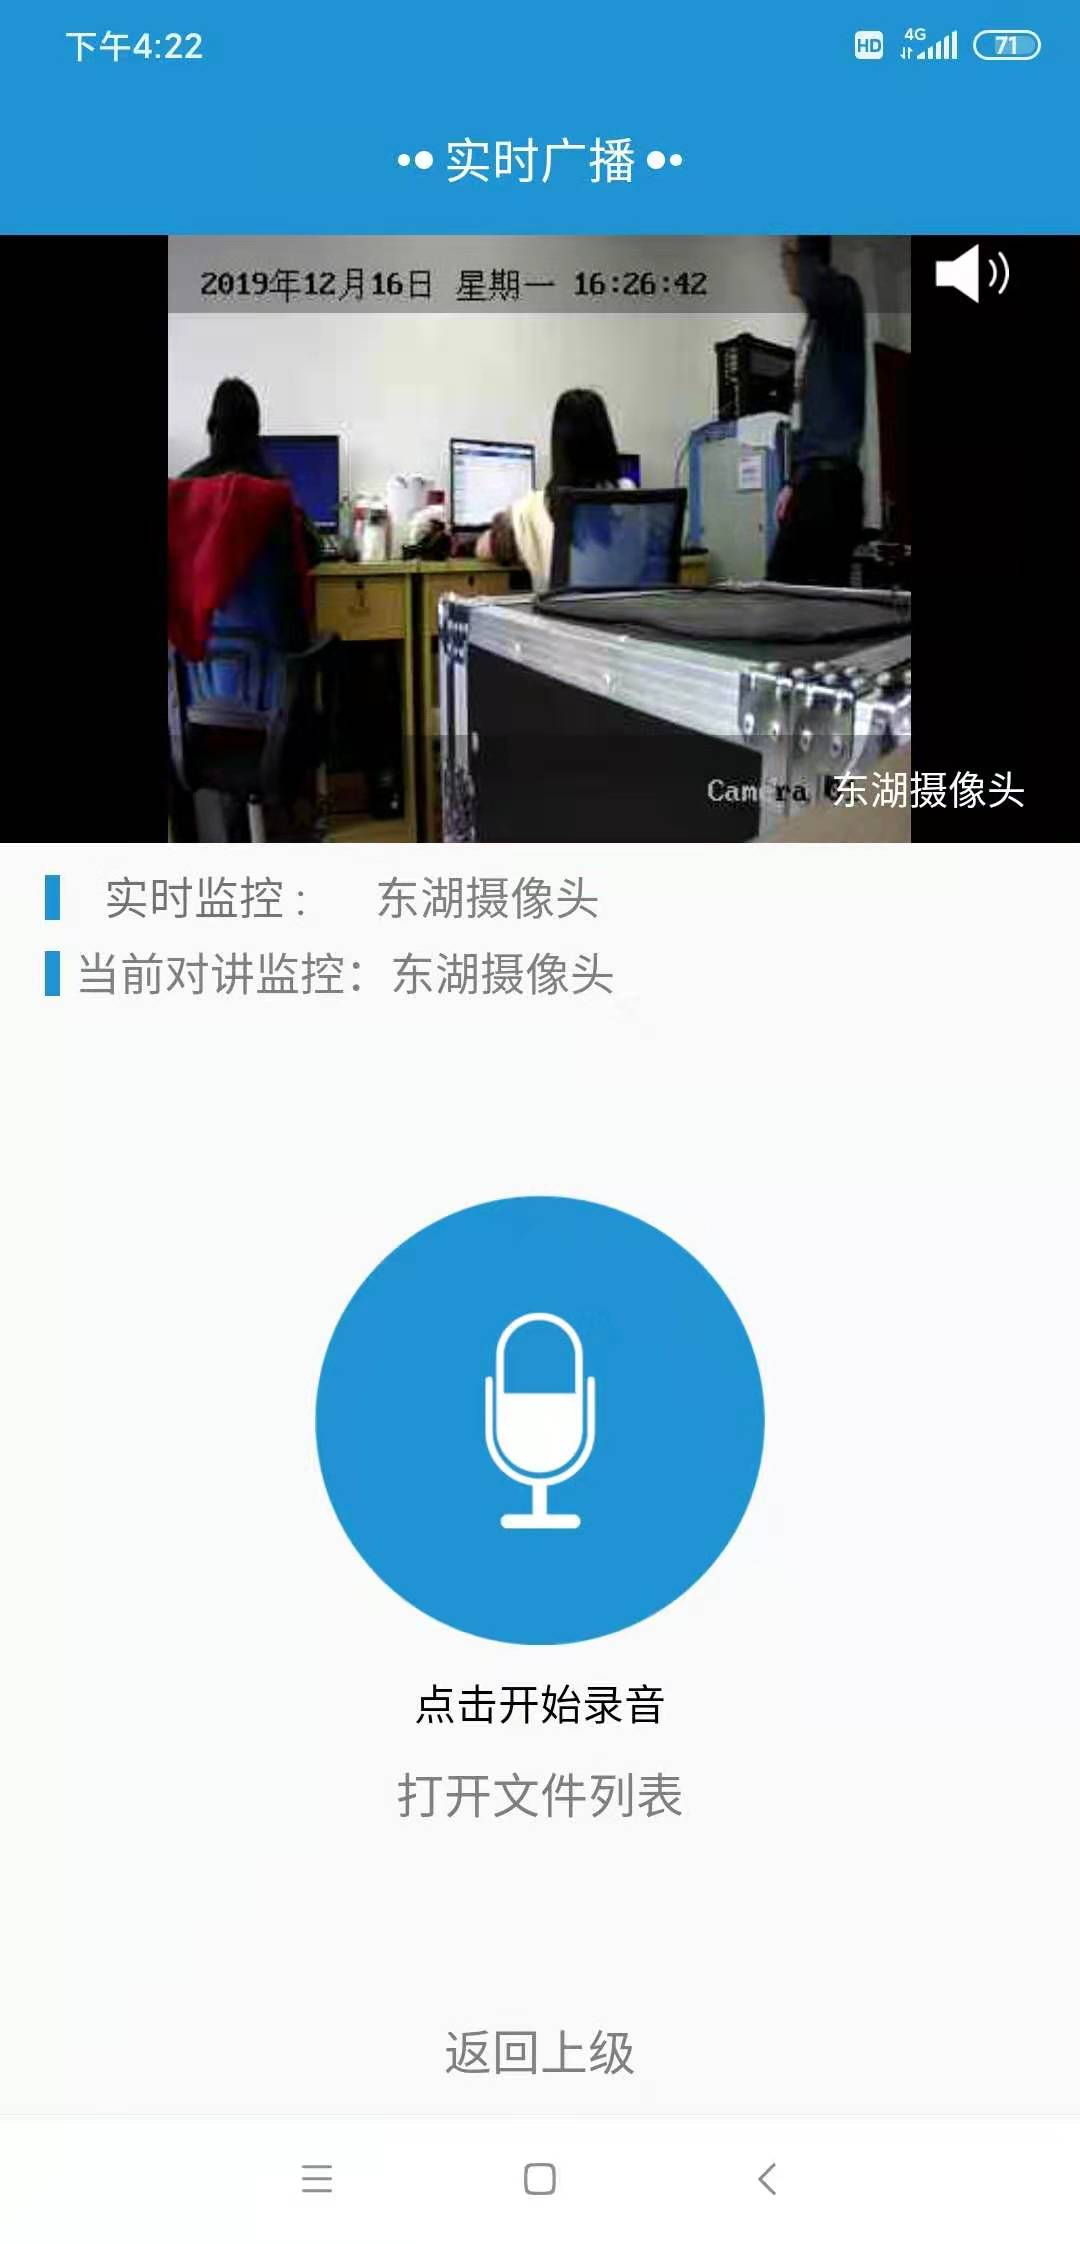 下午4:22
HD 4G 71
实时广播
2019年12月16日 星期一 16:26:42
Camera
东湖摄像头
实时监控： 东湖摄像头
当前对讲监控：东湖摄像头
点击开始录音
打开文件列表
返回上级